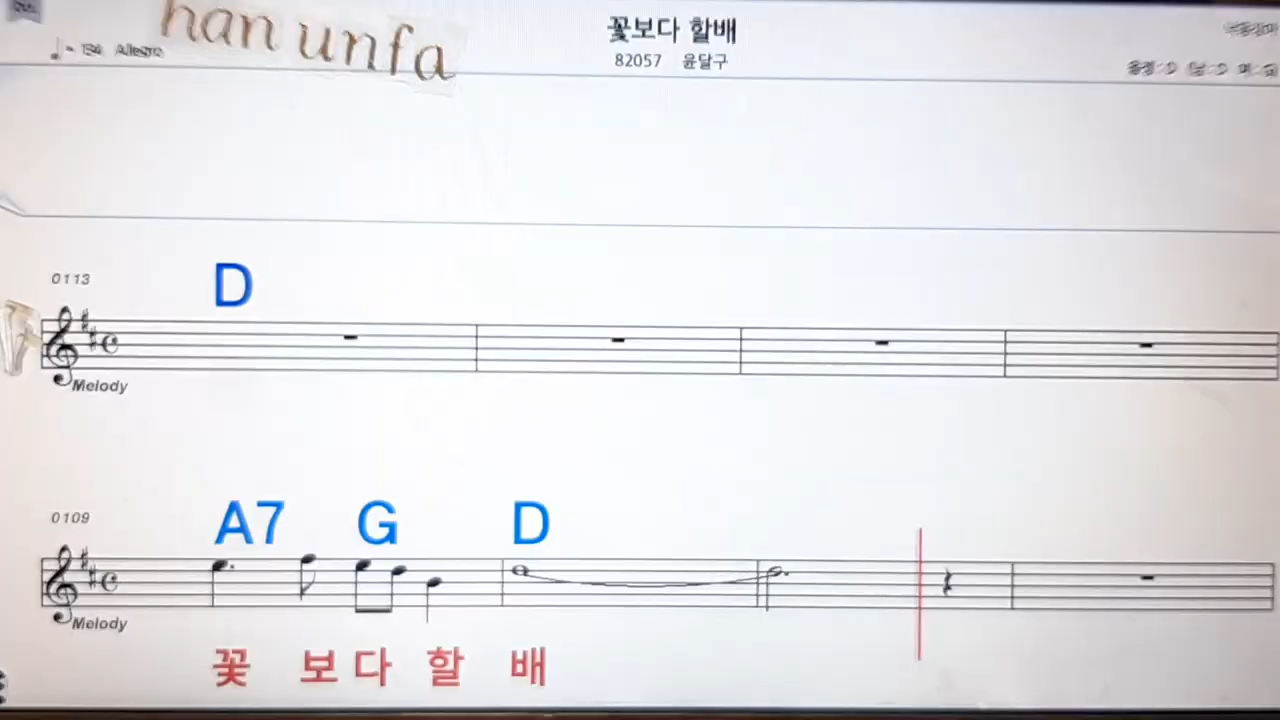 han unfa
꽃보다 할배
♩= 134 Allegro
82057 윤달구
0113
D
Melody
0109
A7 G D
Melody
꽃 보 다 할 배